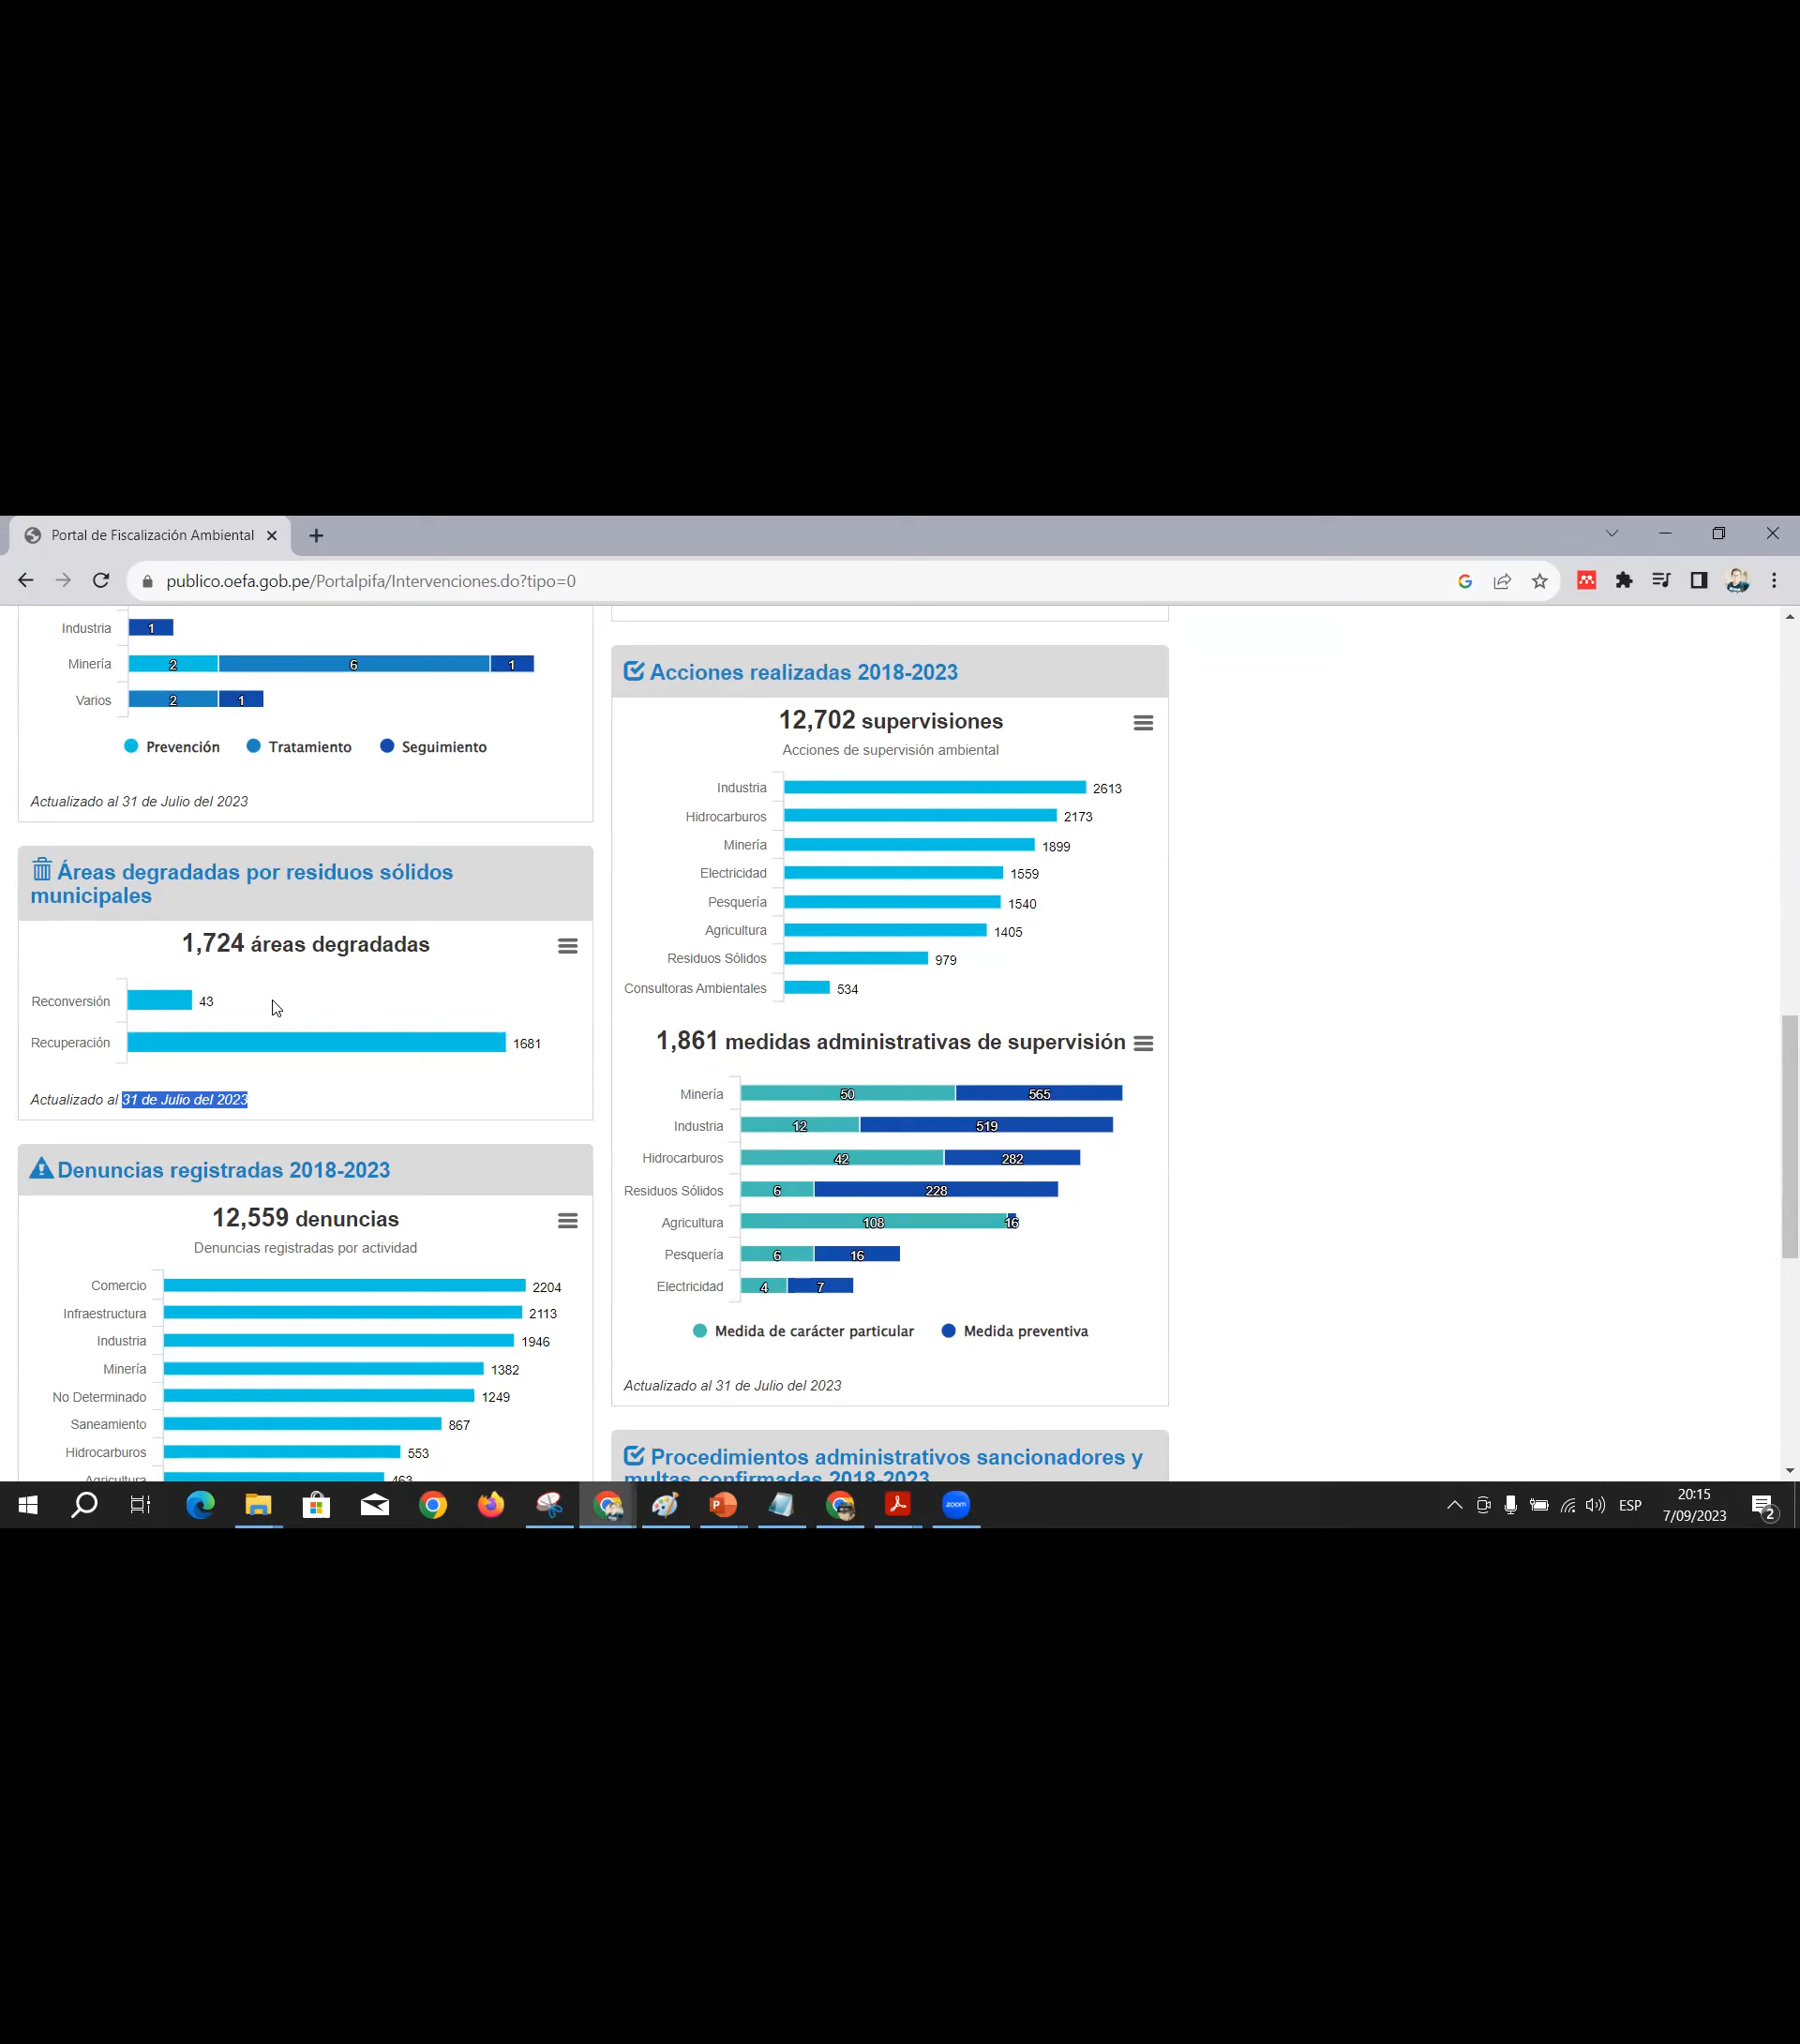 Portal de Fiscalización Ambiental
publico.oefa.gob.pe/Portalpifa/Intervenciones.do?tipo=0
Industria 1
Minería 2 6 1
Varios 2 1
Prevención Tratamiento Seguimiento
Actualizado al 31 de Julio del 2023
Áreas degradadas por residuos sólidos
municipales
1,724 áreas degradadas
Reconversión 43
Recuperación 1681
Actualizado al 31 de Julio del 2023
Denuncias registradas 2018-2023
12,559 denuncias
Denuncias registradas por actividad
Comercio 2204
Infraestructura 2113
Industria 1946
Minería 1382
No Determinado 1249
Saneamiento 867
Hidrocarburos 553
Agricultura 463
Acciones realizadas 2018-2023
12,702 supervisiones
Acciones de supervisión ambiental
Industria 2613
Hidrocarburos 2173
Minería 1899
Electricidad 1559
Pesquería 1540
Agricultura 1405
Residuos Sólidos 979
Consultoras Ambientales 534
1,861 medidas administrativas de supervisión
Minería 50 565
Industria 12 519
Hidrocarburos 42 282
Residuos Sólidos 6 228
Agricultura 108 16
Pesquería 6 16
Electricidad 4 7
Medida de carácter particular Medida preventiva
Actualizado al 31 de Julio del 2023
Procedimientos administrativos sancionadores y
multas confirmadas 2018-2023
zoom
ESP
20:15
7/09/2023
2